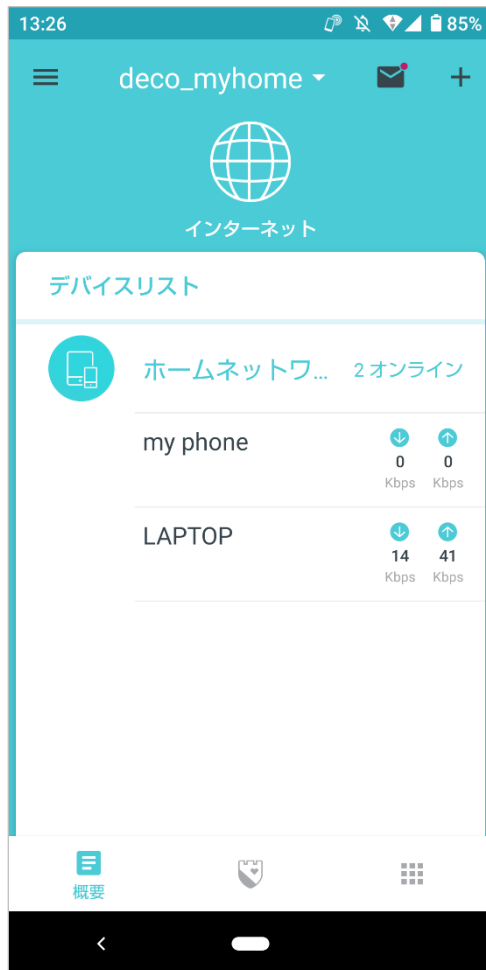 13:26 85%
deco_myhome
インターネット
デバイスリスト
ホームネットワ... 2 オンライン
my phone
0 0
Kbps Kbps
LAPTOP
14 41
Kbps Kbps
概要